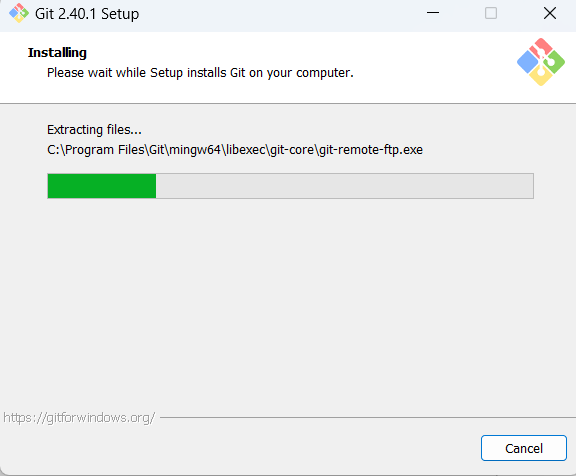 Git 2.40.1 Setup
Installing
Please wait while Setup installs Git on your computer.
Extracting files...
C:\Program Files\Git\mingw64\libexec\git-core\git-remote-ftp.exe
https://gitforwindows.org/
Cancel